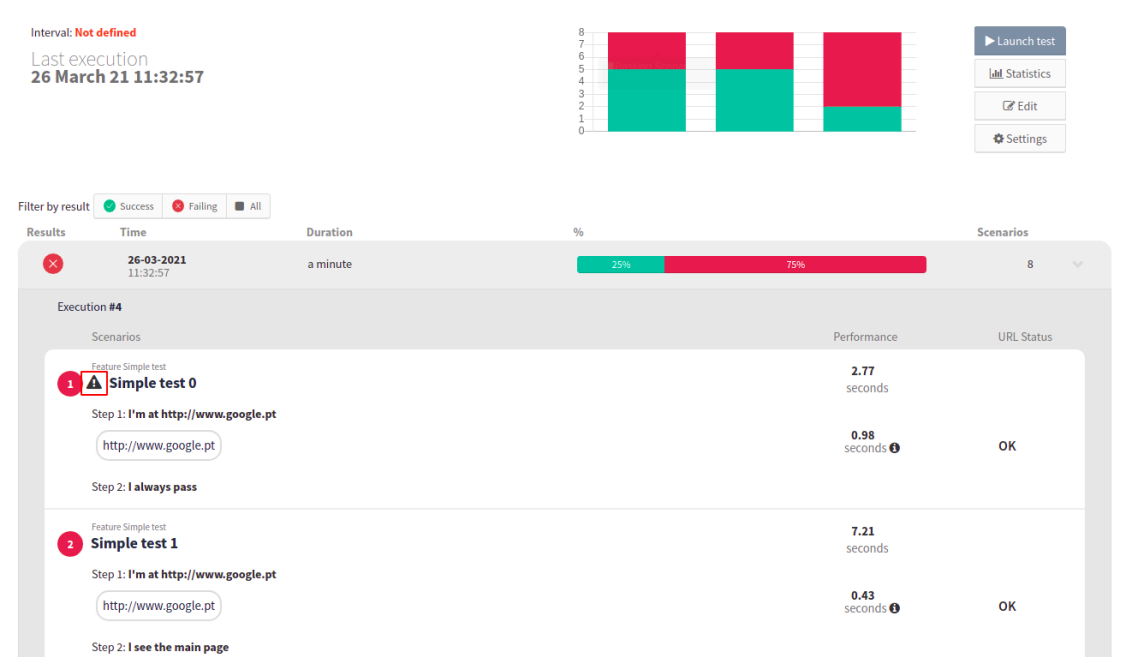 Interval: Not defined
Last execution
26 March 21 11:32:57
8
7
6
5
4
3
2
1
0
Launch test
Statistics
Edit
Settings
Filter by result Success Failing All
Results Time Duration % Scenarios
26-03-2021
11:32:57
a minute 25% 75% 8
Execution #4
Scenarios Performance URL Status
Feature Simple test
1 Simple test 0
2.77
seconds
Step 1: I'm at http://www.google.pt
http://www.google.pt
0.98
seconds
OK
Step 2: I always pass
Feature Simple test
2 Simple test 1
7.21
seconds
Step 1: I'm at http://www.google.pt
http://www.google.pt
0.43
seconds
OK
Step 2: I see the main page